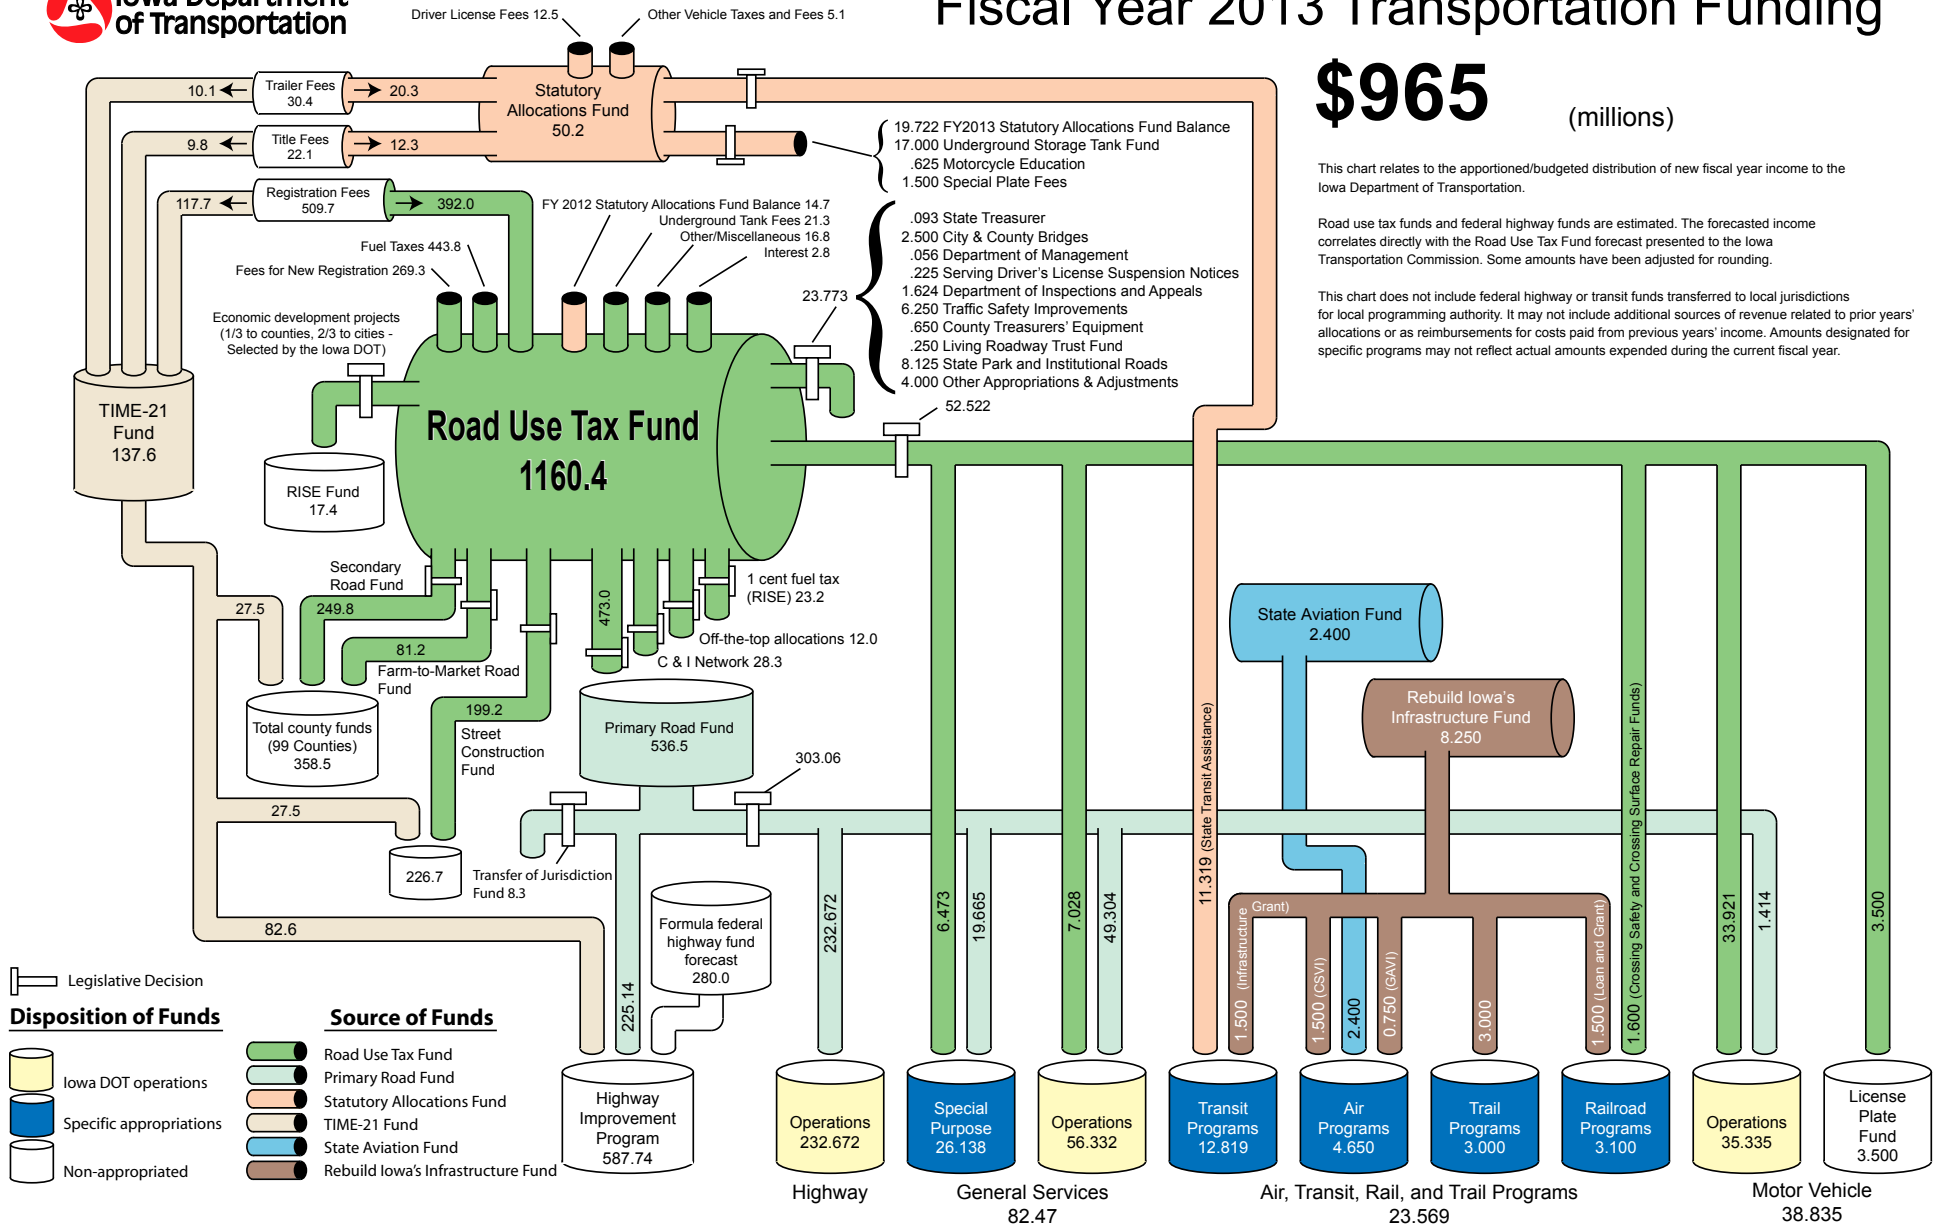 Iowa Department
of Transportation
Fiscal Year 2013 Transportation Funding
$965
(millions)
This chart relates to the apportioned/budgeted distribution of new fiscal year income to the
Iowa Department of Transportation.
Road use tax funds and federal highway funds are estimated. The forecasted income
correlates directly with the Road Use Tax Fund forecast presented to the Iowa
Transportation Commission. Some amounts have been adjusted for rounding.
This chart does not include federal highway or transit funds transferred to local jurisdictions
for local programming authority. It may not include additional sources of revenue related to prior years'
allocations or as reimbursements for costs paid from previous years' income. Amounts designated for
specific programs may not reflect actual amounts expended during the current fiscal year.
Driver License Fees 12.5
Other Vehicle Taxes and Fees 5.1
10.1
Trailer Fees
30.4
20.3
9.8
Title Fees
22.1
12.3
117.7
Registration Fees
509.7
392.0
Statutory
Allocations Fund
50.2
19.722 FY2013 Statutory Allocations Fund Balance
17.000 Underground Storage Tank Fund
.625 Motorcycle Education
1.500 Special Plate Fees
FY 2012 Statutory Allocations Fund Balance 14.7
Underground Tank Fees 21.3
Other/Miscellaneous 16.8
Interest 2.8
Fuel Taxes 443.8
Fees for New Registration 269.3
23.773
.093 State Treasurer
2.500 City & County Bridges
.056 Department of Management
.225 Serving Driver's License Suspension Notices
1.624 Department of Inspections and Appeals
6.250 Traffic Safety Improvements
.650 County Treasurers' Equipment
.250 Living Roadway Trust Fund
8.125 State Park and Institutional Roads
4.000 Other Appropriations & Adjustments
52.522
Economic development projects
(1/3 to counties, 2/3 to cities -
Selected by the Iowa DOT)
TIME-21
Fund
137.6
RISE Fund
17.4
Road Use Tax Fund
1160.4
Secondary
Road Fund
249.8
27.5
81.2
Farm-to-Market Road
Fund
199.2
Street
Construction
Fund
473.0
1 cent fuel tax
(RISE) 23.2
Off-the-top allocations 12.0
C & I Network 28.3
Total county funds
(99 Counties)
358.5
Primary Road Fund
536.5
303.06
27.5
226.7
Transfer of Jurisdiction
Fund 8.3
82.6
225.14
Formula federal
highway fund
forecast
280.0
State Aviation Fund
2.400
Rebuild Iowa's
Infrastructure Fund
8.250
232.672
6.473
19.665
7.028
49.304
11.319 (State Transit Assistance)
1.500 (Infrastructure Grant)
1.500 (CSVI)
2.400
0.750 (GAVI)
3.000
1.500 (Loan and Grant)
1.600 (Crossing Safety and Crossing Surface Repair Funds)
33.921
1.414
3.500
Legislative Decision
Disposition of Funds
Iowa DOT operations
Specific appropriations
Non-appropriated
Source of Funds
Road Use Tax Fund
Primary Road Fund
Statutory Allocations Fund
TIME-21 Fund
State Aviation Fund
Rebuild Iowa's Infrastructure Fund
Highway
Improvement
Program
587.74
Operations
232.672
Special
Purpose
26.138
Operations
56.332
Transit
Programs
12.819
Air
Programs
4.650
Trail
Programs
3.000
Railroad
Programs
3.100
Operations
35.335
License
Plate
Fund
3.500
Highway
General Services
82.47
Air, Transit, Rail, and Trail Programs
23.569
Motor Vehicle
38.835